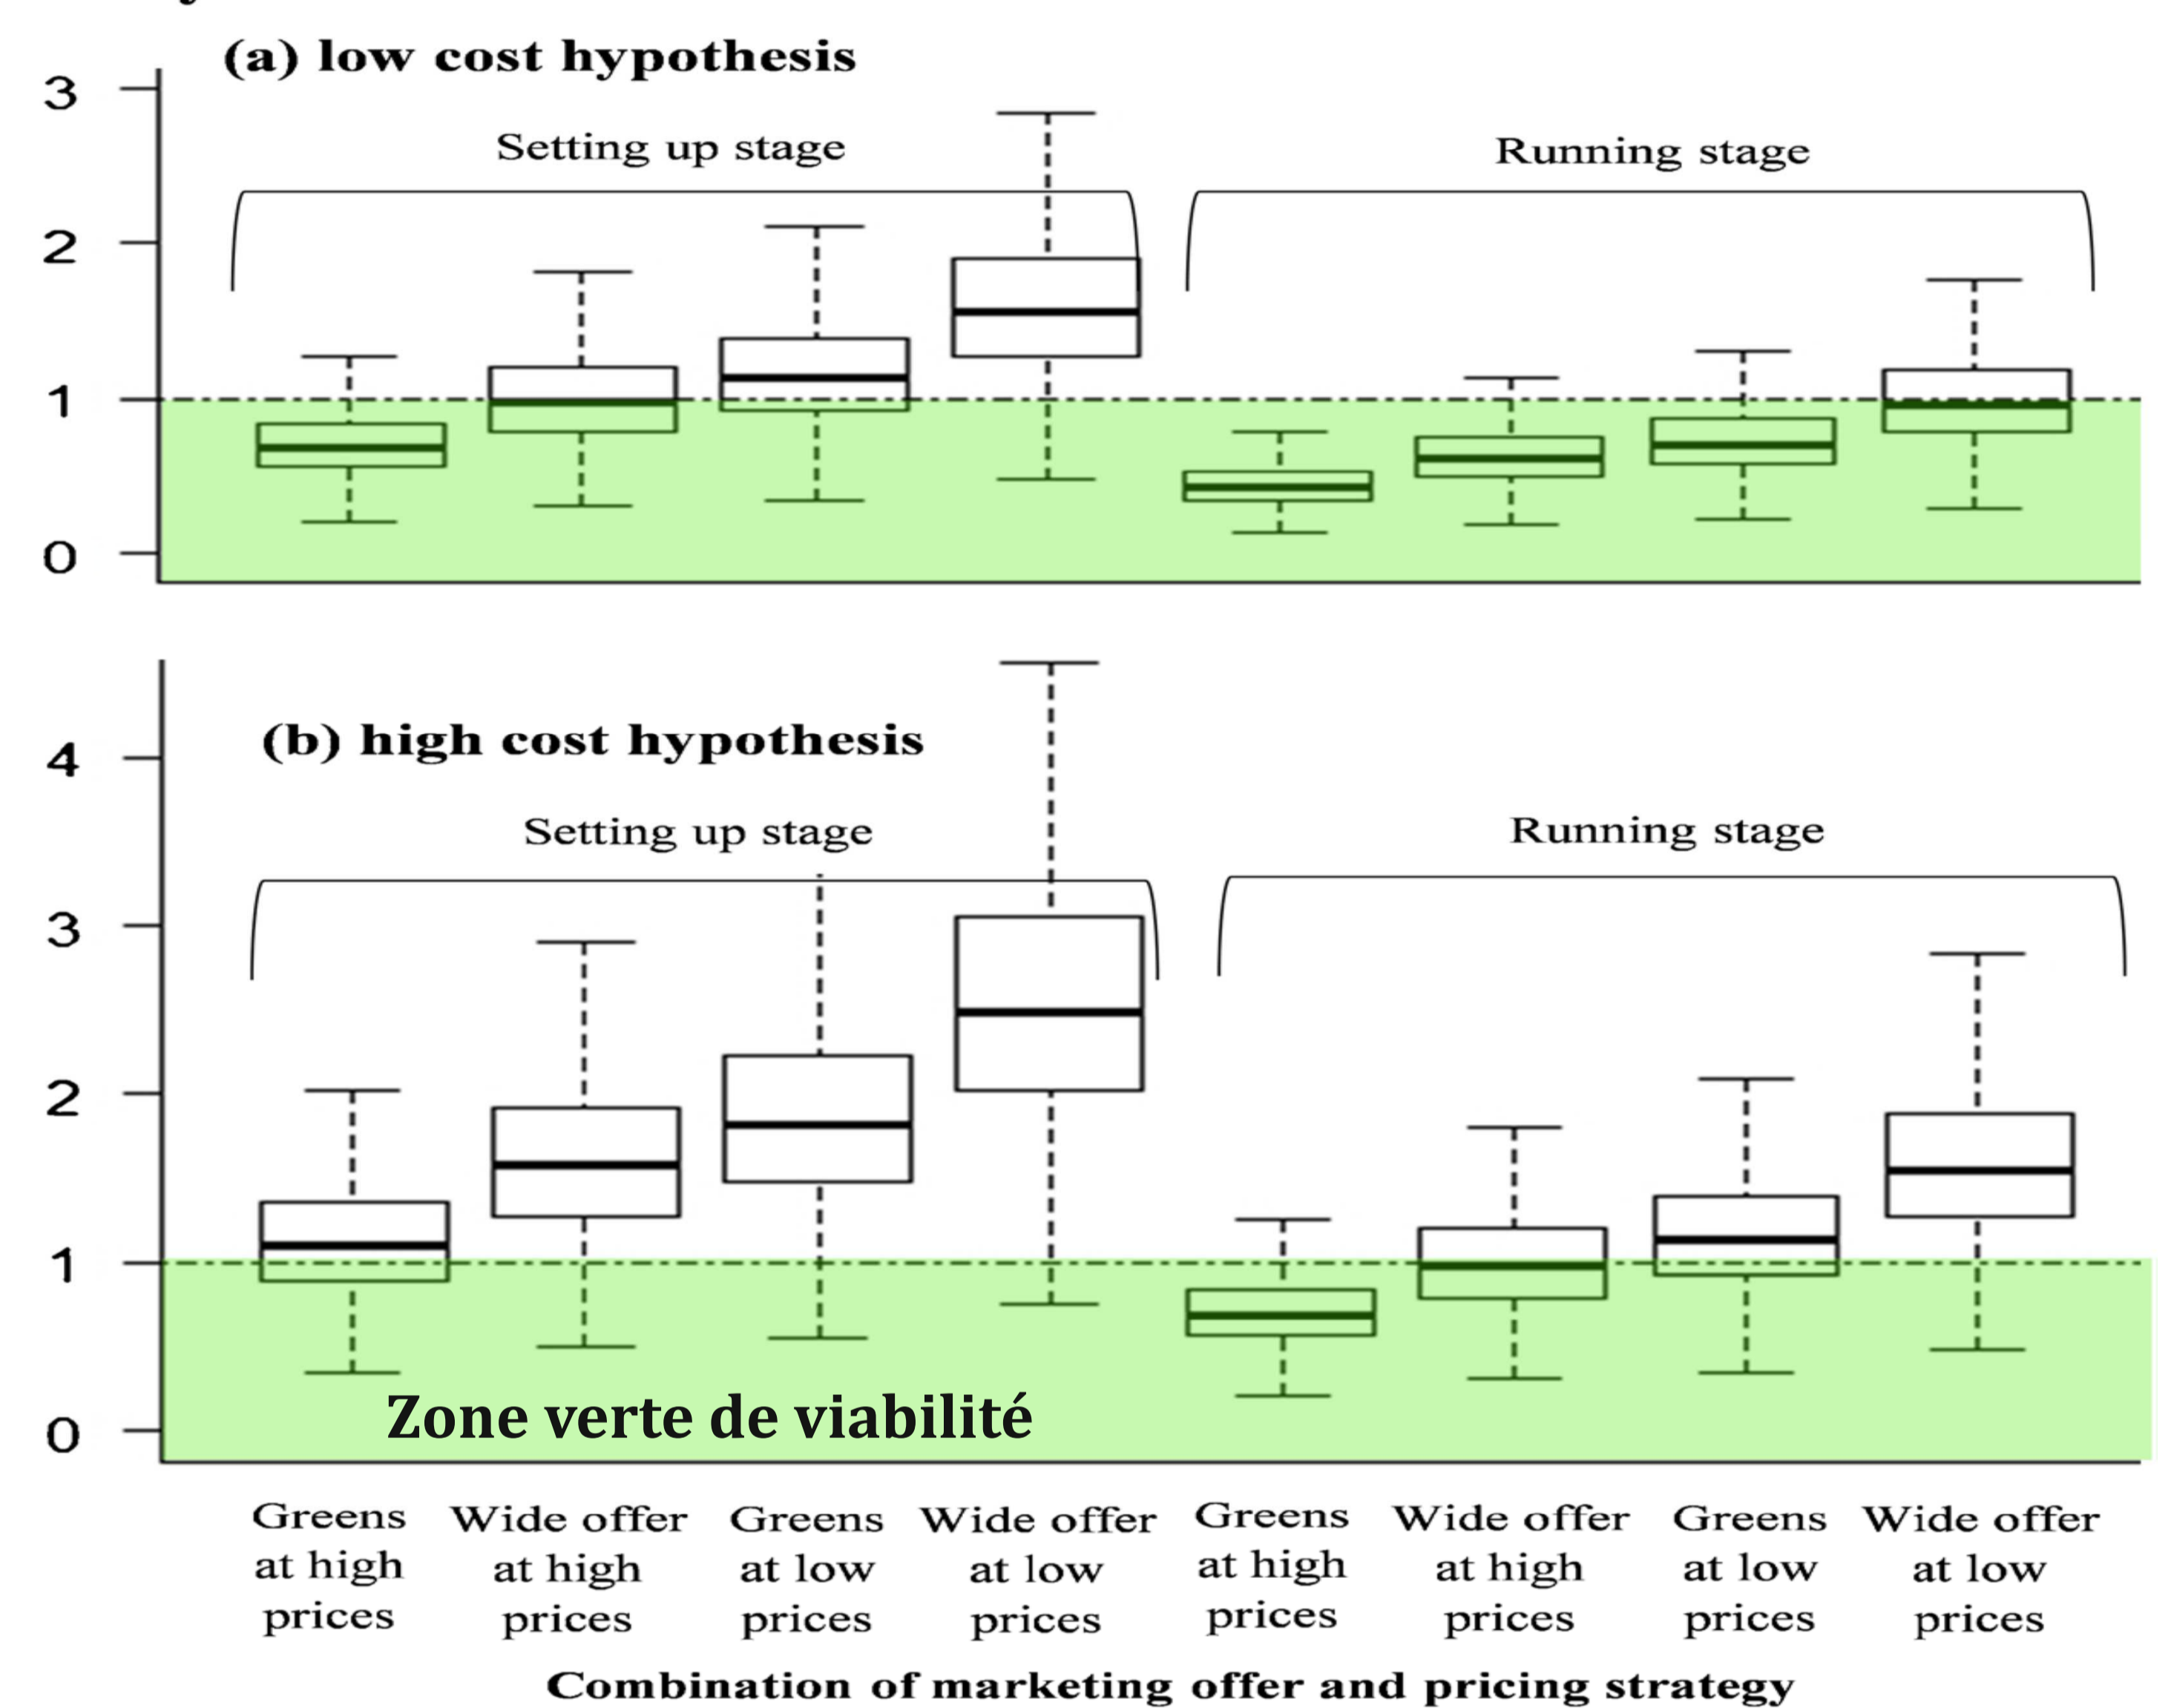 (a) low cost hypothesis
3
Setting up stage
Running stage
2
1
0
(b) high cost hypothesis
4
Setting up stage
Running stage
3
2
1
Zone verte de viabilité
0
Greens at high prices
Wide offer at high prices
Greens at low prices
Wide offer at low prices
Greens at high prices
Wide offer at high prices
Greens at low prices
Wide offer at low prices
Combination of marketing offer and pricing strategy